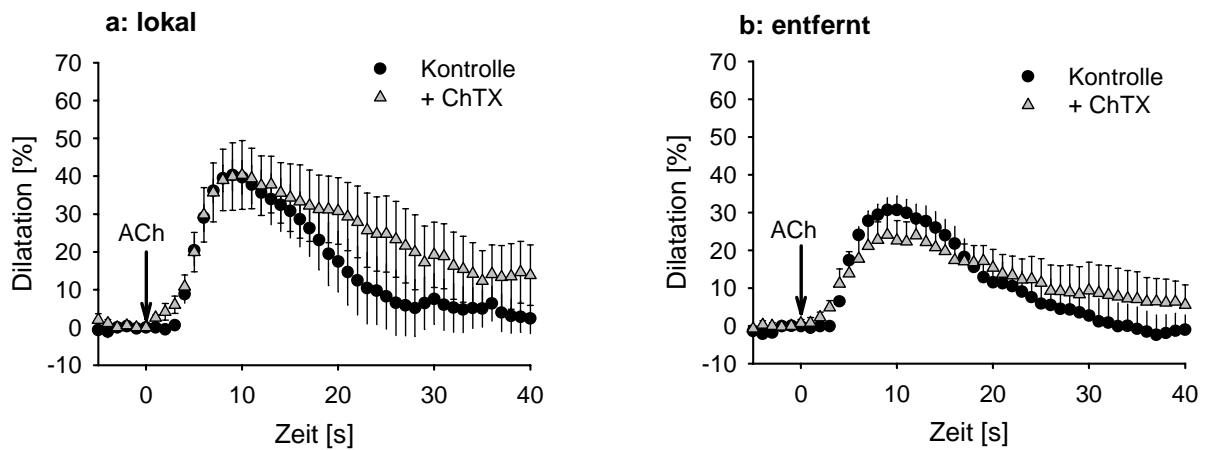 a: lokal
70
60
50
40
30
20
10
0
-10
Dilatation [%]
Kontrolle
+ ChTX
ACh
0 10 20 30 40
Zeit [s]
b: entfernt
70
60
50
40
30
20
10
0
-10
Dilatation [%]
Kontrolle
+ ChTX
ACh
0 10 20 30 40
Zeit [s]